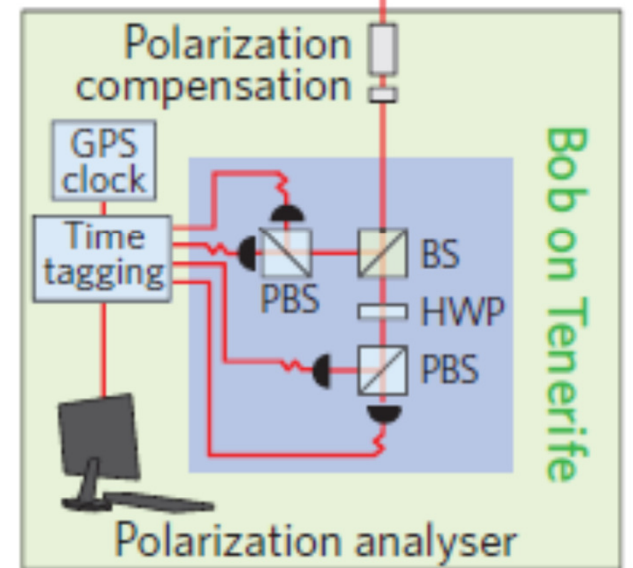 Polarization
compensation
GPS
clock
Time
tagging
PBS
BS
HWP
PBS
Bob on Tenerife
Polarization analyser